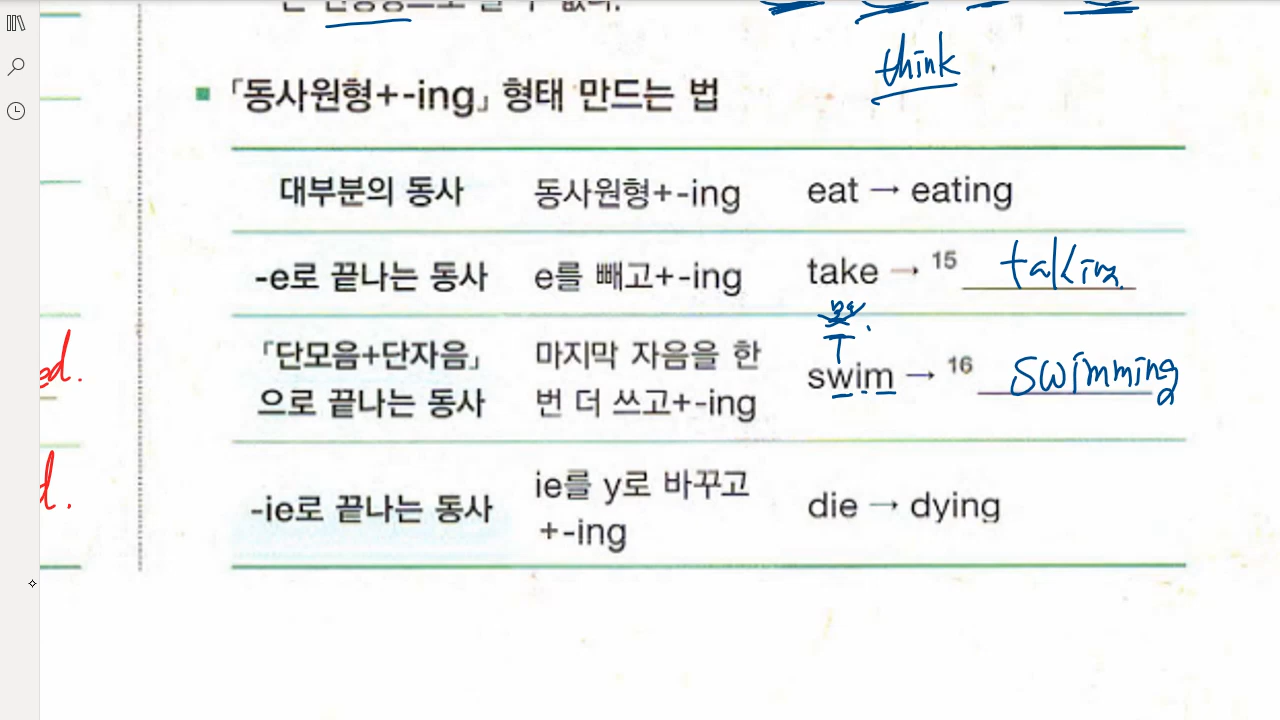 think
「동사원형+-ing」 형태 만드는 법
대부분의 동사 동사원형+-ing eat → eating
-e로 끝나는 동사 e를 빼고+-ing take → 15 taking
「단모음+단자음」 마지막 자음을 한
으로 끝나는 동사 번 더 쓰고+-ing swim → 16 swimming
-ie로 끝나는 동사 ie를 y로 바꾸고
+-ing die → dying
ed.
d.